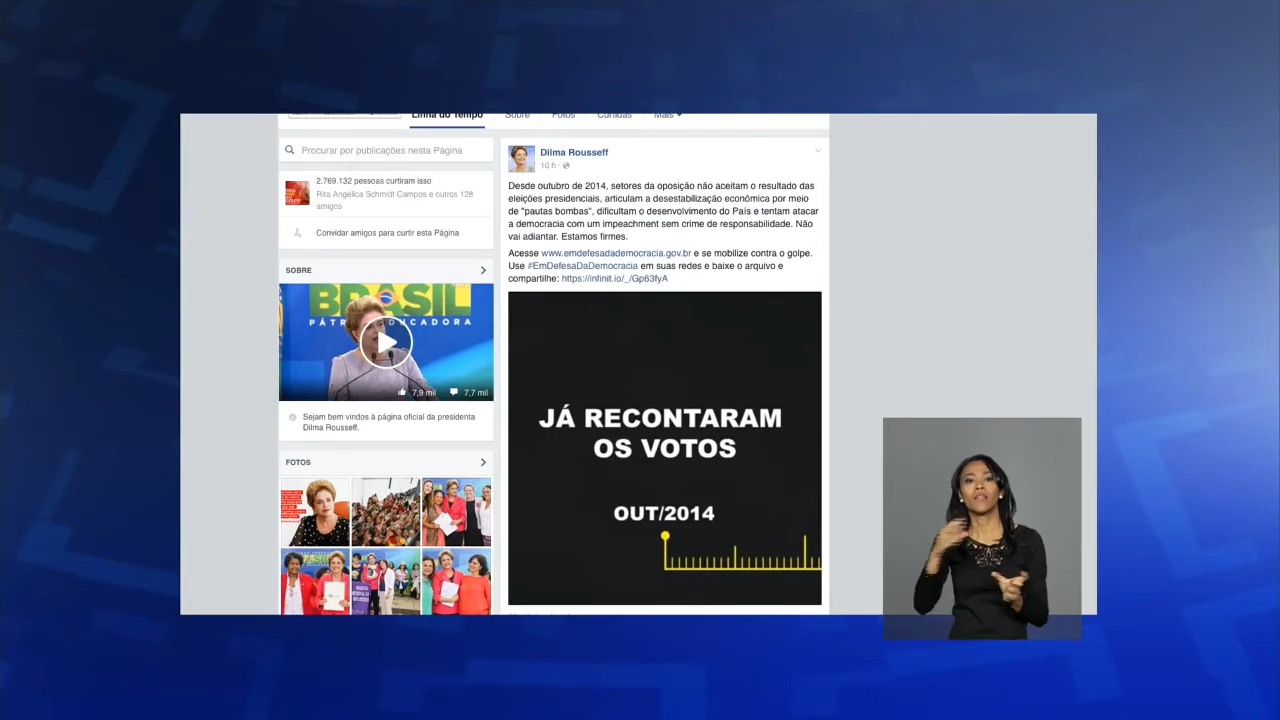 Linha do Tempo Sobre Fotos Curtidas Mais
Procurar por publicações nesta Página
2.769.132 pessoas curtiram isso
Rita Angélica Schmidt Campos e outros 128
amigos
Convidar amigos para curtir esta Página
SOBRE
BRASIL
7,9 mil 7,7 mil
Sejam bem vindos à página oficial da presidenta
Dilma Rousseff.
FOTOS
Dilma Rousseff
10 h
Desde outubro de 2014, setores da oposição não aceitam o resultado das
eleições presidenciais, articulam a desestabilização econômica por meio
de "pautas bombas", dificultam o desenvolvimento do País e tentam atacar
a democracia com um impeachment sem crime de responsabilidade. Não
vai adiantar. Estamos firmes.
Acesse www.emdefesadademocracia.gov.br e se mobilize contra o golpe.
Use #EmDefesaDaDemocracia em suas redes e baixe o arquivo e
compartilhe: https://infinit.io/_/Gp63fyA
JÁ RECONTARAM
OS VOTOS
OUT/2014